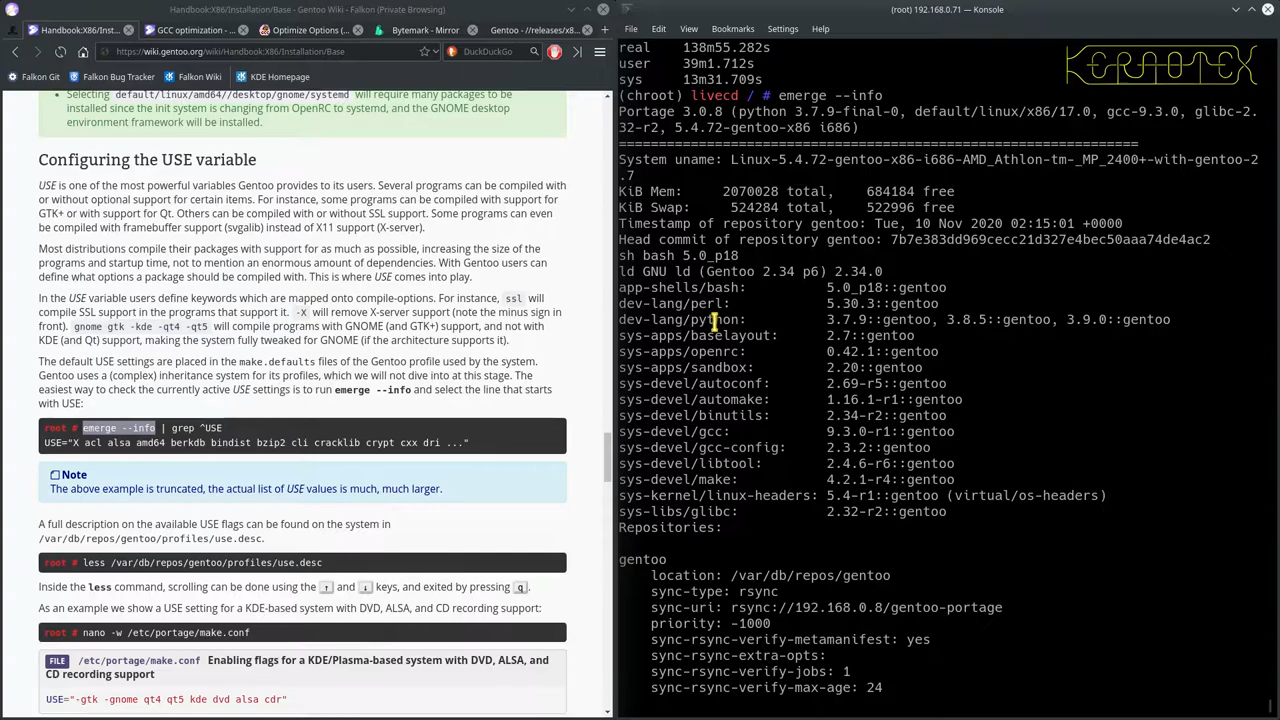 Handbook:X86/Installation/Base - Gentoo Wiki - Falkon (Private Browsing)
Handbook:X86/Inst...
GCC optimization - ...
Optimize Options (...
Bytemark - Mirror
Gentoo - //releases/x8...
https://wiki.gentoo.org/wiki/Handbook:X86/Installation/Base
DuckDuckGo
Falkon Git
Falkon Bug Tracker
Falkon Wiki
KDE Homepage
• Selecting default/linux/amd64//desktop/gnome/systemd will require many packages to be
installed since the init system is changing from OpenRC to systemd, and the GNOME desktop
environment framework will be installed.
Configuring the USE variable
USE is one of the most powerful variables Gentoo provides to its users. Several programs can be compiled with
or without optional support for certain items. For instance, some programs can be compiled with support for
GTK+ or with support for Qt. Others can be compiled with or without SSL support. Some programs can even
be compiled with framebuffer support (svgalib) instead of X11 support (X-server).
Most distributions compile their packages with support for as much as possible, increasing the size of the
programs and startup time, not to mention an enormous amount of dependencies. With Gentoo users can
define what options a package should be compiled with. This is where USE comes into play.
In the USE variable users define keywords which are mapped onto compile-options. For instance, ssl will
compile SSL support in the programs that support it. -X will remove X-server support (note the minus sign in
front). gnome gtk -kde -qt4 -qt5 will compile programs with GNOME (and GTK+) support, and not with
KDE (and Qt) support, making the system fully tweaked for GNOME (if the architecture supports it).
The default USE settings are placed in the make.defaults files of the Gentoo profile used by the system.
Gentoo uses a (complex) inheritance system for its profiles, which we will not dive into at this stage. The
easiest way to check the currently active USE settings is to run emerge --info and select the line that starts
with USE:
root # emerge --info | grep ^USE
USE="X acl alsa amd64 berkdb bindist bzip2 cli cracklib crypt cxx dri ..."
Note
The above example is truncated, the actual list of USE values is much, much larger.
A full description on the available USE flags can be found on the system in
/var/db/repos/gentoo/profiles/use.desc.
root # less /var/db/repos/gentoo/profiles/use.desc
Inside the less command, scrolling can be done using the ↑ and ↓ keys, and exited by pressing q.
As an example we show a USE setting for a KDE-based system with DVD, ALSA, and CD recording support:
root # nano -w /etc/portage/make.conf
FILE /etc/portage/make.conf Enabling flags for a KDE/Plasma-based system with DVD, ALSA, and
CD recording support
USE="-gtk -gnome qt4 qt5 kde dvd alsa cdr"
(root) 192.168.0.71 — Konsole
File Edit View Bookmarks Settings Help
KERAOTEX
real 138m55.282s
user 39m1.712s
sys 13m31.709s
(chroot) livecd / # emerge --info
Portage 3.0.8 (python 3.7.9-final-0, default/linux/x86/17.0, gcc-9.3.0, glibc-2.
32-r2, 5.4.72-gentoo-x86 i686)
=================================================================
System uname: Linux-5.4.72-gentoo-x86-i686-AMD_Athlon-tm-_MP_2400+-with-gentoo-2
.7
KiB Mem: 2070028 total, 684184 free
KiB Swap: 524284 total, 522996 free
Timestamp of repository gentoo: Tue, 10 Nov 2020 02:15:01 +0000
Head commit of repository gentoo: 7b7e383dd969cecc21d327e4bec50aaa74de4ac2
sh bash 5.0_p18
ld GNU ld (Gentoo 2.34 p6) 2.34.0
app-shells/bash: 5.0_p18::gentoo
dev-lang/perl: 5.30.3::gentoo
dev-lang/python: 3.7.9::gentoo, 3.8.5::gentoo, 3.9.0::gentoo
sys-apps/baselayout: 2.7::gentoo
sys-apps/openrc: 0.42.1::gentoo
sys-apps/sandbox: 2.20::gentoo
sys-devel/autoconf: 2.69-r5::gentoo
sys-devel/automake: 1.16.1-r1::gentoo
sys-devel/binutils: 2.34-r2::gentoo
sys-devel/gcc: 9.3.0-r1::gentoo
sys-devel/gcc-config: 2.3.2::gentoo
sys-devel/libtool: 2.4.6-r6::gentoo
sys-devel/make: 4.2.1-r4::gentoo
sys-kernel/linux-headers: 5.4-r1::gentoo (virtual/os-headers)
sys-libs/glibc: 2.32-r2::gentoo
Repositories:
gentoo
location: /var/db/repos/gentoo
sync-type: rsync
sync-uri: rsync://192.168.0.8/gentoo-portage
priority: -1000
sync-rsync-verify-metamanifest: yes
sync-rsync-extra-opts:
sync-rsync-verify-jobs: 1
sync-rsync-verify-max-age: 24